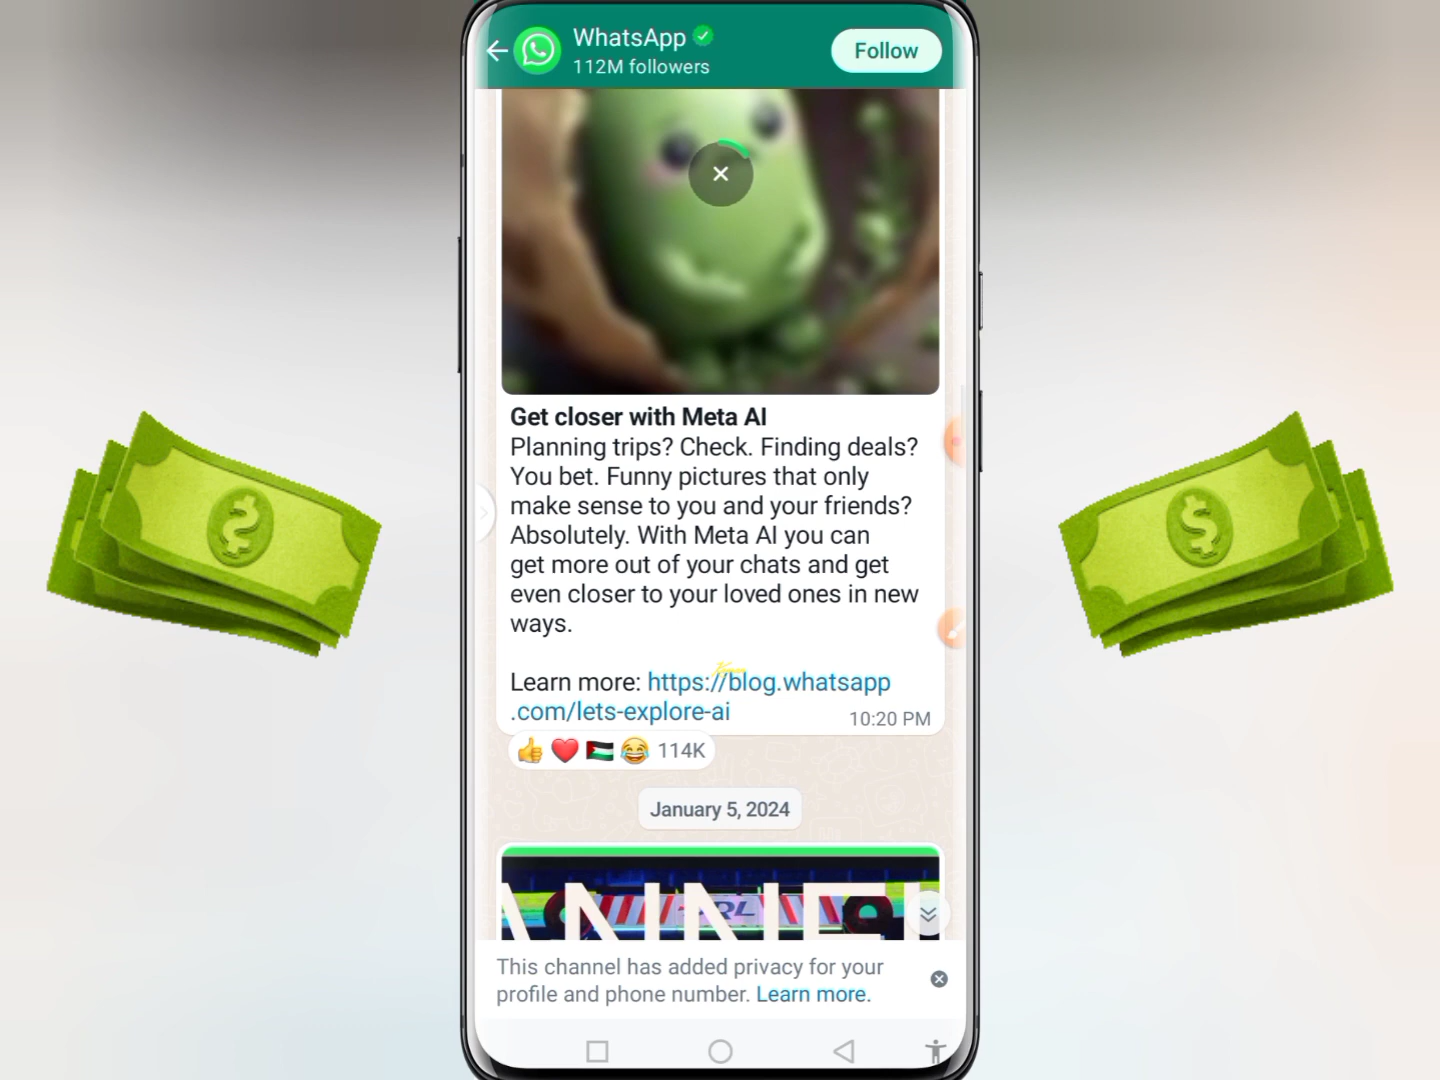 WhatsApp
112M followers
Follow
Get closer with Meta AI
Planning trips? Check. Finding deals?
You bet. Funny pictures that only
make sense to you and your friends?
Absolutely. With Meta AI you can
get more out of your chats and get
even closer to your loved ones in new
ways.
Learn more: https://blog.whatsapp
.com/lets-explore-ai
10:20 PM
114K
January 5, 2024
ANNEL
This channel has added privacy for your
profile and phone number. Learn more.